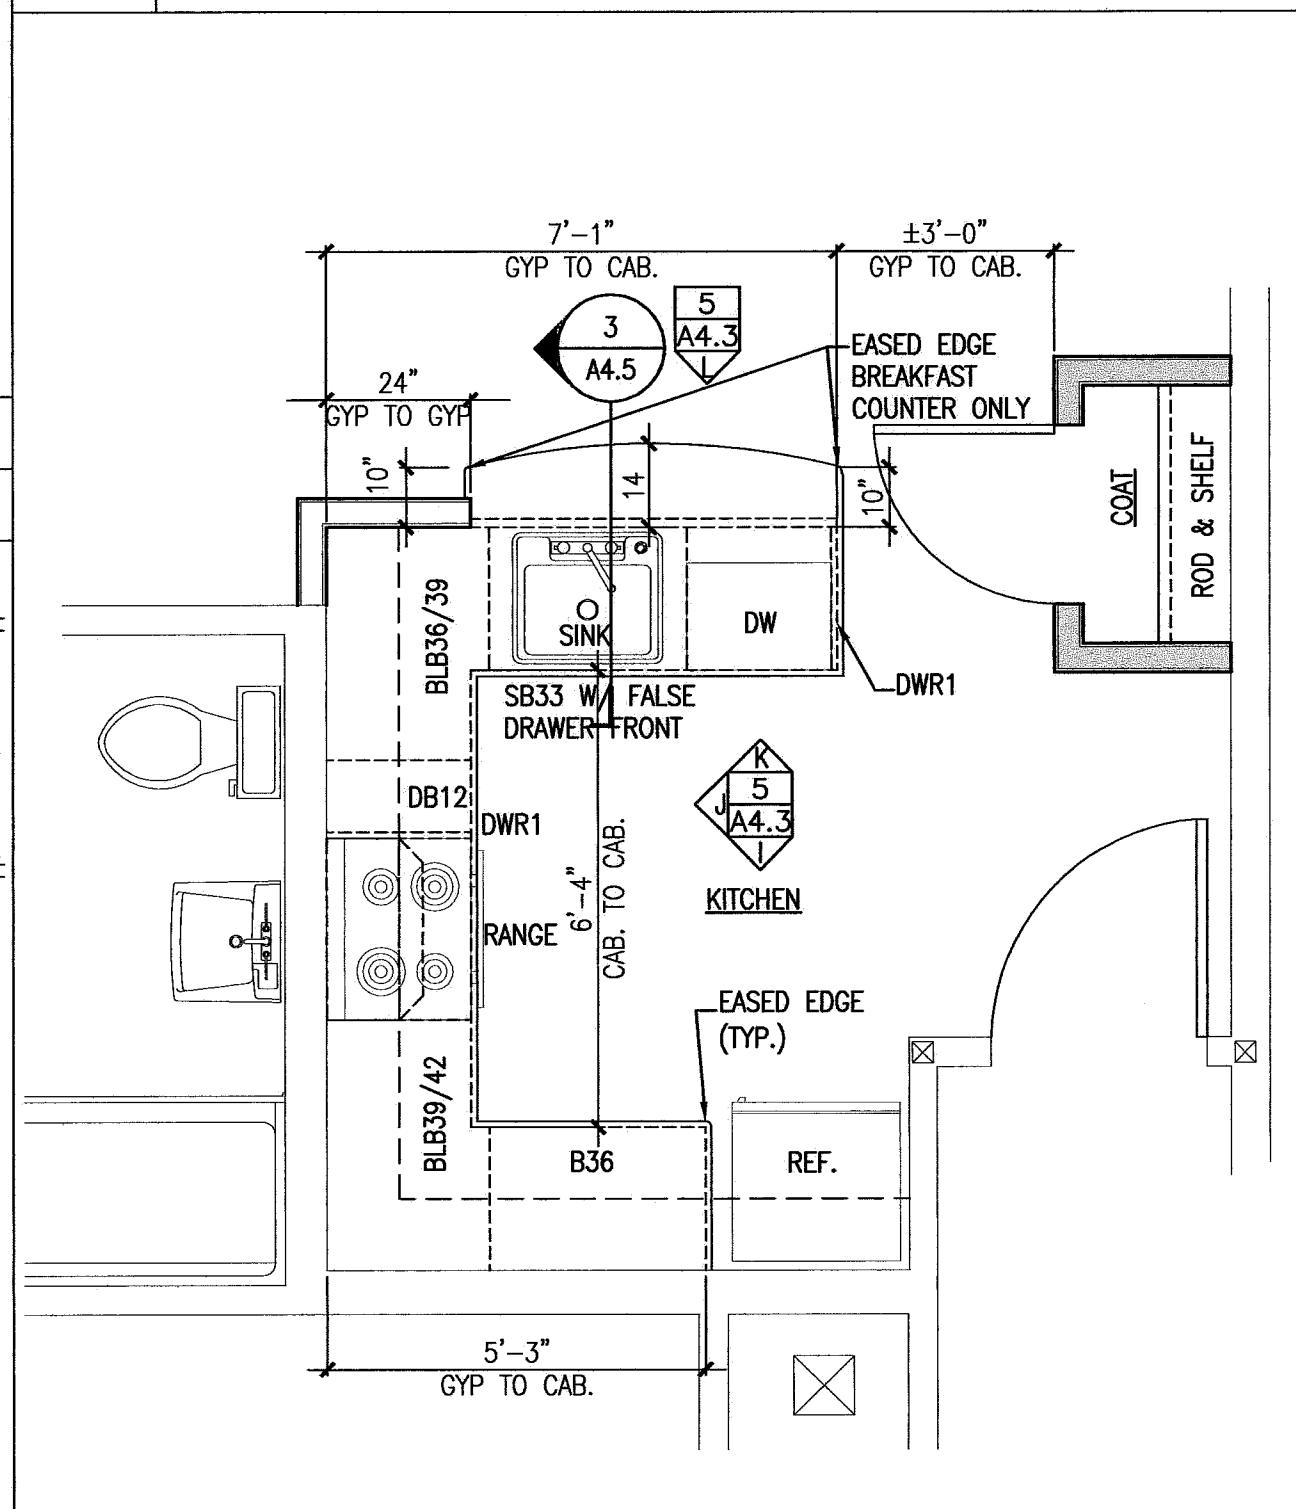 7'-1"
GYP TO CAB.
±3'-0"
GYP TO CAB.
3
A4.5
5
A4.3
L
EASED EDGE
BREAKFAST
COUNTER ONLY
24"
GYP TO GYP
10"
14
10"
COAT
ROD & SHELF
BLB36/39
SINK
DW
DWR1
SB33 W/ FALSE
DRAWER FRONT
K
J
5
A4.3
I
DB12
DWR1
6'-4"
CAB. TO CAB.
KITCHEN
RANGE
EASED EDGE
(TYP.)
BLB39/42
B36
REF.
5'-3"
GYP TO CAB.